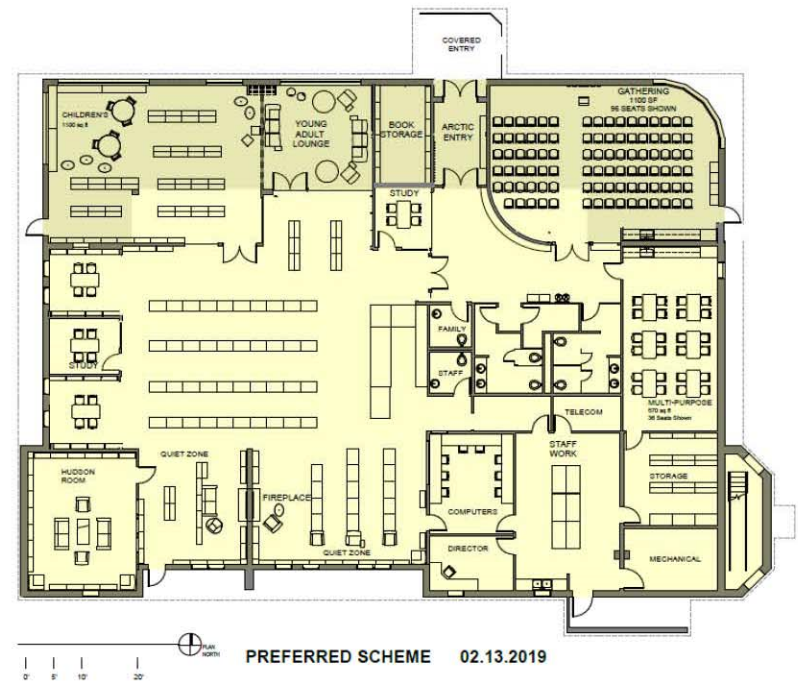 COVERED
ENTRY
CHILDREN'S
1100 sq ft
YOUNG
ADULT
LOUNGE
BOOK
STORAGE
ARCTIC
ENTRY
GATHERING
1100 SF
96 SEATS SHOWN
STUDY
FAMILY
STAFF
STUDY
MULTI-PURPOSE
670 sq ft
36 Seats Shown
TELECOM
STAFF
WORK
QUIET ZONE
HUDSON
ROOM
FIREPLACE
COMPUTERS
STORAGE
DIRECTOR
QUIET ZONE
MECHANICAL
PLAN
NORTH
PREFERRED SCHEME 02.13.2019
0' 5' 10' 20'